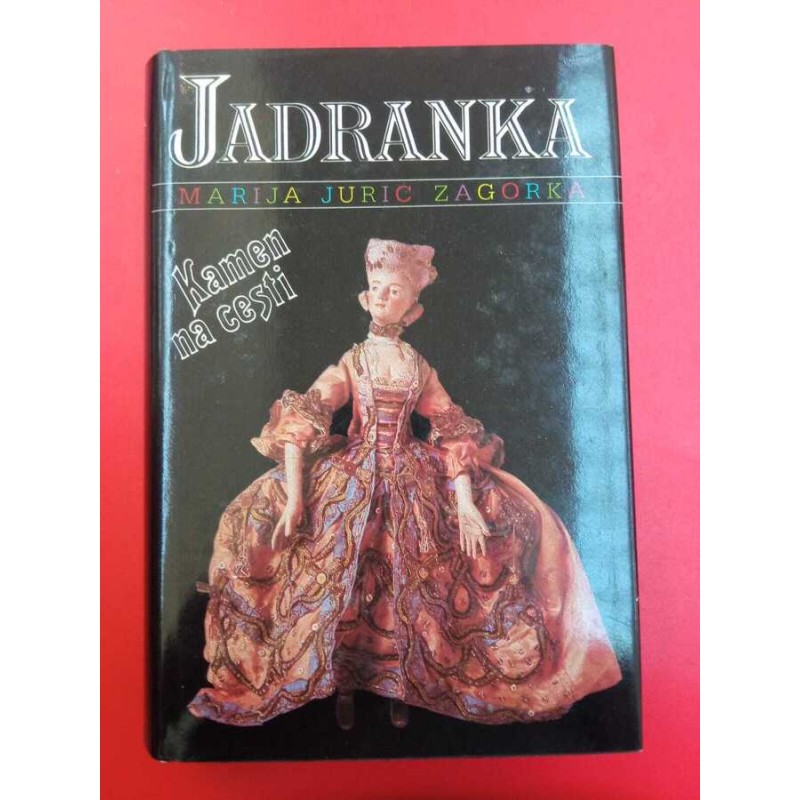 JADRANKA
MARIJA JURIC ZAGORKA
Kamen
na cesti